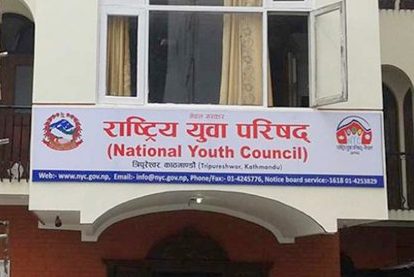 नेपाल सरकार
राष्ट्रिय युवा परिषद्
(National Youth Council)
त्रिपुरेश्वर, काठमाण्डौं (Tripureshwar, Kathmandu)
Web:- www.nyc.gov.np, Email:- info@nyc.gov.np, Phone/Fax:- 01-4245776, Notice board service:-1618 01-4253829